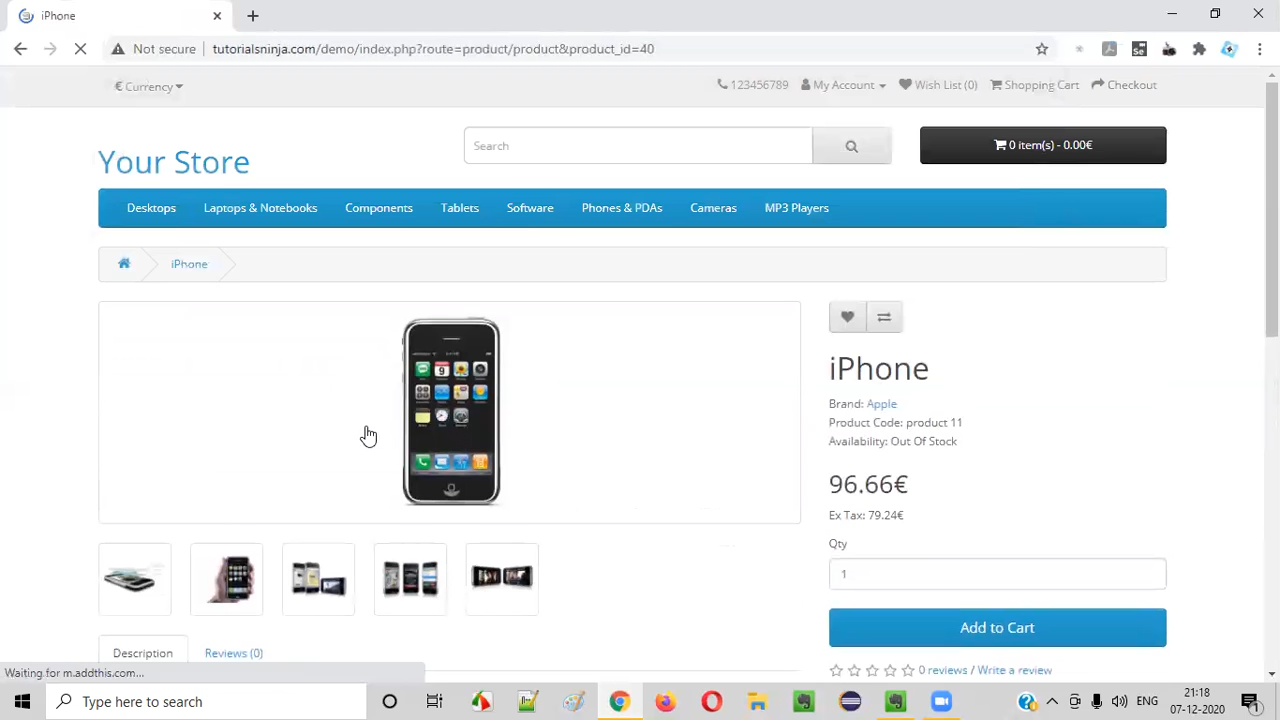 iPhone
Not secure
tutorialsninja.com/demo/index.php?route=product/product&product_id=40
€ Currency
123456789
My Account
Wish List (0)
Shopping Cart
Checkout
Your Store
Search
0 item(s) - 0.00€
Desktops
Laptops & Notebooks
Components
Tablets
Software
Phones & PDAs
Cameras
MP3 Players
iPhone
iPhone
Brand: Apple
Product Code: product 11
Availability: Out Of Stock
96.66€
Ex Tax: 79.24€
Qty
1
Add to Cart
0 reviews / Write a review
Description
Reviews (0)
Waiting for m.addthis.com...
Type here to search
ENG
21:18
07-12-2020